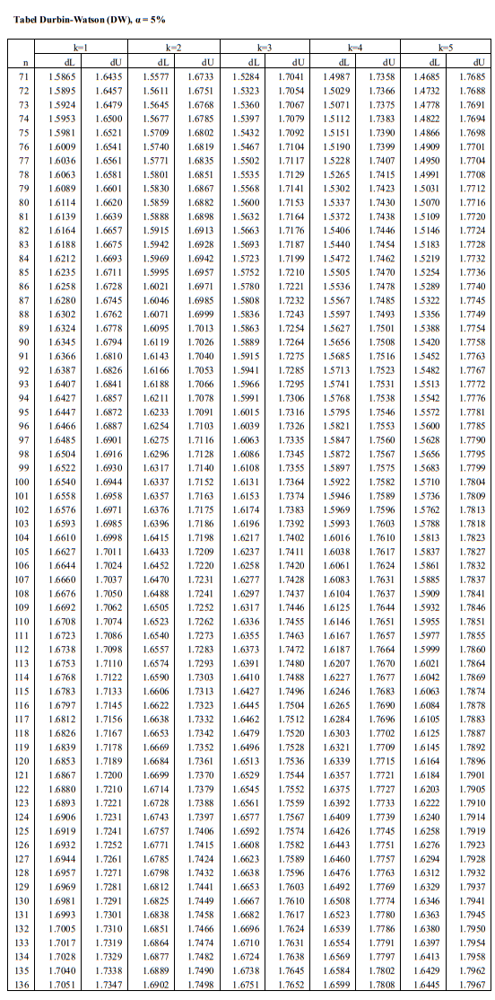 Tabel Durbin-Watson (DW), α = 5%
k=1 k=2 k=3 k=4 k=5
n dL dU dL dU dL dU dL dU dL dU
71 1.5865 1.6435 1.5577 1.6733 1.5284 1.7041 1.4987 1.7358 1.4685 1.7685
72 1.5895 1.6457 1.5611 1.6751 1.5323 1.7054 1.5029 1.7366 1.4732 1.7688
73 1.5924 1.6479 1.5645 1.6768 1.5360 1.7067 1.5071 1.7375 1.4778 1.7691
74 1.5953 1.6500 1.5677 1.6785 1.5397 1.7079 1.5112 1.7383 1.4822 1.7694
75 1.5981 1.6521 1.5709 1.6802 1.5432 1.7092 1.5151 1.7390 1.4866 1.7698
76 1.6009 1.6541 1.5740 1.6819 1.5467 1.7104 1.5190 1.7399 1.4909 1.7701
77 1.6036 1.6561 1.5771 1.6835 1.5502 1.7117 1.5228 1.7407 1.4950 1.7704
78 1.6063 1.6581 1.5801 1.6851 1.5535 1.7129 1.5265 1.7415 1.4991 1.7708
79 1.6089 1.6601 1.5830 1.6867 1.5568 1.7141 1.5302 1.7423 1.5031 1.7712
80 1.6114 1.6620 1.5859 1.6882 1.5600 1.7153 1.5337 1.7430 1.5070 1.7716
81 1.6139 1.6639 1.5888 1.6898 1.5632 1.7164 1.5372 1.7438 1.5109 1.7720
82 1.6164 1.6657 1.5915 1.6913 1.5663 1.7176 1.5406 1.7446 1.5146 1.7724
83 1.6188 1.6675 1.5942 1.6928 1.5693 1.7187 1.5440 1.7454 1.5183 1.7728
84 1.6212 1.6693 1.5969 1.6942 1.5723 1.7199 1.5472 1.7462 1.5219 1.7732
85 1.6235 1.6711 1.5995 1.6957 1.5752 1.7210 1.5505 1.7470 1.5254 1.7736
86 1.6258 1.6728 1.6021 1.6971 1.5780 1.7221 1.5536 1.7478 1.5289 1.7740
87 1.6280 1.6745 1.6046 1.6985 1.5808 1.7232 1.5567 1.7485 1.5322 1.7745
88 1.6302 1.6762 1.6071 1.6999 1.5836 1.7243 1.5597 1.7493 1.5356 1.7749
89 1.6324 1.6778 1.6095 1.7013 1.5863 1.7254 1.5627 1.7501 1.5388 1.7754
90 1.6345 1.6794 1.6119 1.7026 1.5889 1.7264 1.5656 1.7508 1.5420 1.7758
91 1.6366 1.6810 1.6143 1.7040 1.5915 1.7275 1.5685 1.7516 1.5452 1.7763
92 1.6387 1.6826 1.6166 1.7053 1.5941 1.7285 1.5713 1.7523 1.5482 1.7767
93 1.6407 1.6841 1.6188 1.7066 1.5966 1.7295 1.5741 1.7531 1.5513 1.7772
94 1.6427 1.6857 1.6211 1.7078 1.5991 1.7306 1.5768 1.7538 1.5542 1.7776
95 1.6447 1.6872 1.6233 1.7091 1.6015 1.7316 1.5795 1.7546 1.5572 1.7781
96 1.6466 1.6887 1.6254 1.7103 1.6039 1.7326 1.5821 1.7553 1.5600 1.7785
97 1.6485 1.6901 1.6275 1.7116 1.6063 1.7335 1.5847 1.7560 1.5628 1.7790
98 1.6504 1.6916 1.6296 1.7128 1.6086 1.7345 1.5872 1.7567 1.5656 1.7795
99 1.6522 1.6930 1.6317 1.7140 1.6108 1.7355 1.5897 1.7575 1.5683 1.7799
100 1.6540 1.6944 1.6337 1.7152 1.6131 1.7364 1.5922 1.7582 1.5710 1.7804
101 1.6558 1.6958 1.6357 1.7163 1.6153 1.7374 1.5946 1.7589 1.5736 1.7809
102 1.6576 1.6971 1.6376 1.7175 1.6174 1.7383 1.5969 1.7596 1.5762 1.7813
103 1.6593 1.6985 1.6396 1.7186 1.6196 1.7392 1.5993 1.7603 1.5788 1.7818
104 1.6610 1.6998 1.6415 1.7198 1.6217 1.7402 1.6016 1.7610 1.5813 1.7823
105 1.6627 1.7011 1.6433 1.7209 1.6237 1.7411 1.6038 1.7617 1.5837 1.7827
106 1.6644 1.7024 1.6452 1.7220 1.6258 1.7420 1.6061 1.7624 1.5861 1.7832
107 1.6660 1.7037 1.6470 1.7231 1.6277 1.7428 1.6083 1.7631 1.5885 1.7837
108 1.6676 1.7050 1.6488 1.7241 1.6297 1.7437 1.6104 1.7637 1.5909 1.7841
109 1.6692 1.7062 1.6505 1.7252 1.6317 1.7446 1.6125 1.7644 1.5932 1.7846
110 1.6708 1.7074 1.6523 1.7262 1.6336 1.7455 1.6146 1.7651 1.5955 1.7851
111 1.6723 1.7086 1.6540 1.7273 1.6355 1.7463 1.6167 1.7657 1.5977 1.7855
112 1.6738 1.7098 1.6557 1.7283 1.6373 1.7472 1.6187 1.7664 1.5999 1.7860
113 1.6753 1.7110 1.6574 1.7293 1.6391 1.7480 1.6207 1.7670 1.6021 1.7864
114 1.6768 1.7122 1.6590 1.7303 1.6410 1.7488 1.6227 1.7677 1.6042 1.7869
115 1.6783 1.7133 1.6606 1.7313 1.6427 1.7496 1.6246 1.7683 1.6063 1.7874
116 1.6797 1.7145 1.6622 1.7323 1.6445 1.7504 1.6265 1.7690 1.6084 1.7878
117 1.6812 1.7156 1.6638 1.7332 1.6462 1.7512 1.6284 1.7696 1.6105 1.7883
118 1.6826 1.7167 1.6653 1.7342 1.6479 1.7520 1.6303 1.7702 1.6125 1.7887
119 1.6839 1.7178 1.6669 1.7352 1.6496 1.7528 1.6321 1.7709 1.6145 1.7892
120 1.6853 1.7189 1.6684 1.7361 1.6513 1.7536 1.6339 1.7715 1.6164 1.7896
121 1.6867 1.7200 1.6699 1.7370 1.6529 1.7544 1.6357 1.7721 1.6184 1.7901
122 1.6880 1.7210 1.6714 1.7379 1.6545 1.7552 1.6375 1.7727 1.6203 1.7905
123 1.6893 1.7221 1.6728 1.7388 1.6561 1.7559 1.6392 1.7733 1.6222 1.7910
124 1.6906 1.7231 1.6743 1.7397 1.6577 1.7567 1.6409 1.7739 1.6240 1.7914
125 1.6919 1.7241 1.6757 1.7406 1.6592 1.7574 1.6426 1.7745 1.6258 1.7919
126 1.6932 1.7252 1.6771 1.7415 1.6608 1.7582 1.6443 1.7751 1.6276 1.7923
127 1.6944 1.7261 1.6785 1.7424 1.6623 1.7589 1.6460 1.7757 1.6294 1.7928
128 1.6957 1.7271 1.6798 1.7432 1.6638 1.7596 1.6476 1.7763 1.6312 1.7932
129 1.6969 1.7281 1.6812 1.7441 1.6653 1.7603 1.6492 1.7769 1.6329 1.7937
130 1.6981 1.7291 1.6825 1.7449 1.6667 1.7610 1.6508 1.7774 1.6346 1.7941
131 1.6993 1.7301 1.6838 1.7458 1.6682 1.7617 1.6523 1.7780 1.6363 1.7945
132 1.7005 1.7310 1.6851 1.7466 1.6696 1.7624 1.6539 1.7786 1.6380 1.7950
133 1.7017 1.7319 1.6864 1.7474 1.6710 1.7631 1.6554 1.7791 1.6397 1.7954
134 1.7028 1.7329 1.6877 1.7482 1.6724 1.7638 1.6569 1.7797 1.6413 1.7958
135 1.7040 1.7338 1.6889 1.7490 1.6738 1.7645 1.6584 1.7802 1.6429 1.7962
136 1.7051 1.7347 1.6902 1.7498 1.6751 1.7652 1.6599 1.7808 1.6445 1.7967